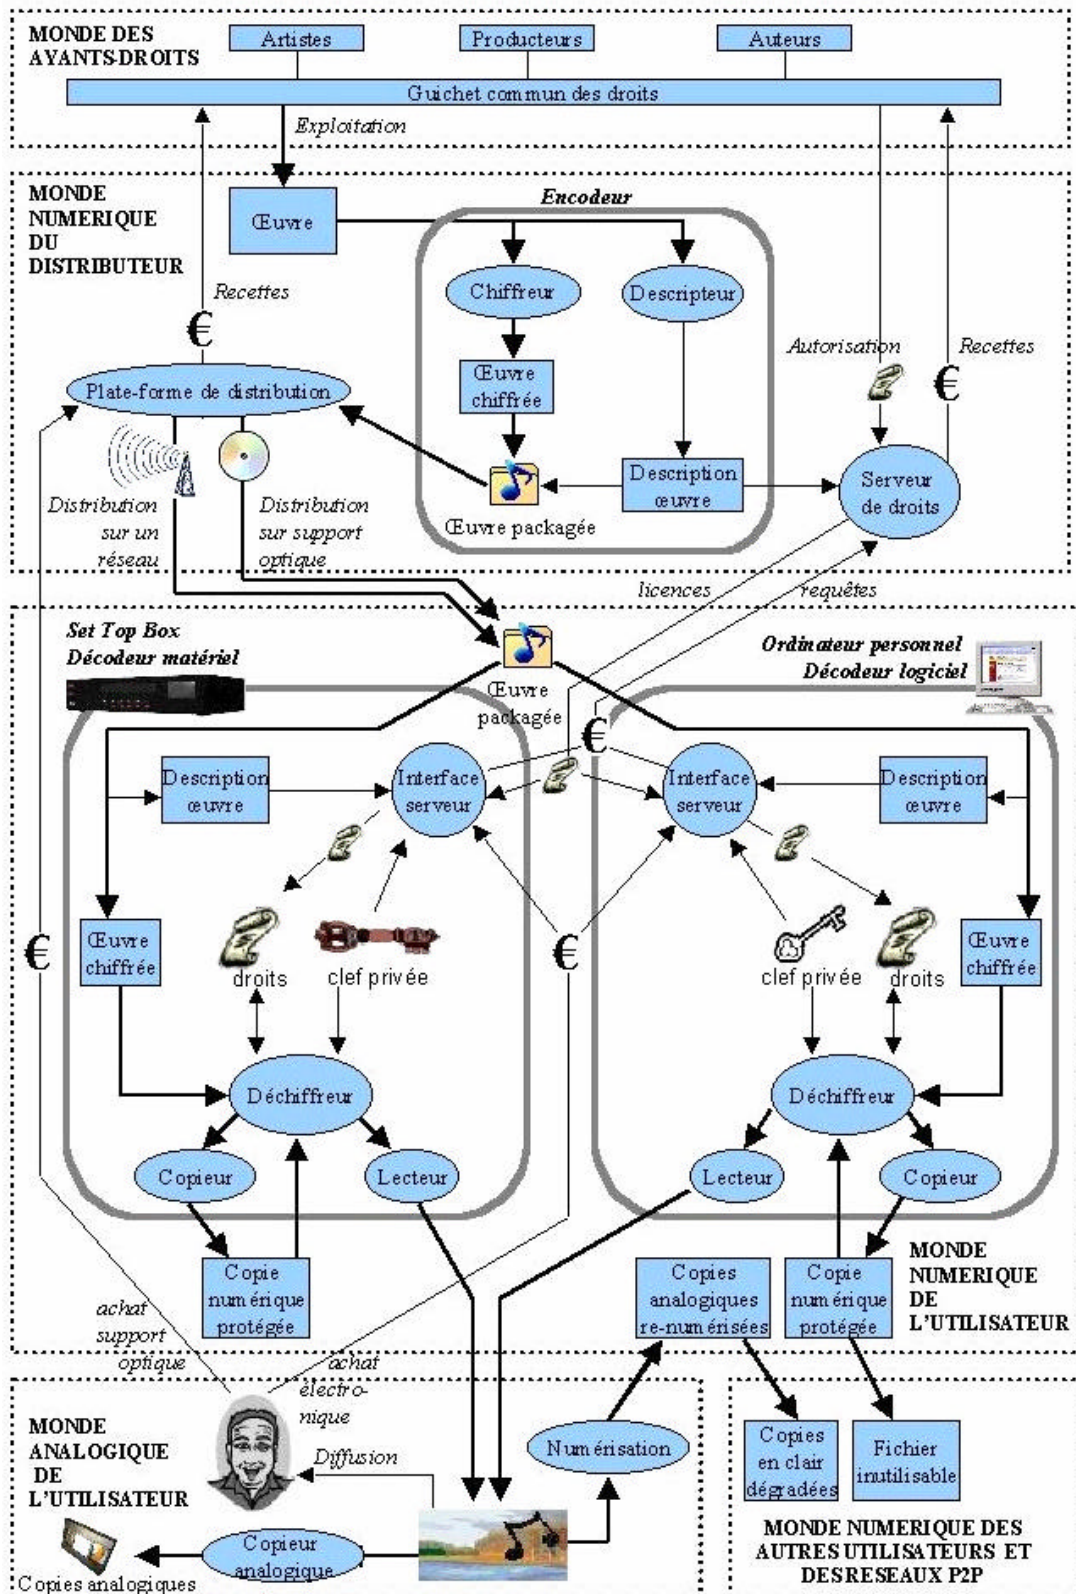 MONDE DES
AYANTS-DROITS
Artistes
Producteurs
Auteurs
Guichet commun des droits
Exploitation
MONDE
NUMERIQUE
DU
DISTRIBUTEUR
Œuvre
Encodeur
Chiffreur
Descripteur
Recettes
€
Autorisation
Recettes
€
Œuvre
chiffrée
Plate-forme de distribution
Description
œuvre
Serveur
de droits
Œuvre packagée
Distribution
sur un
réseau
Distribution
sur support
optique
licences
requêtes
Set Top Box
Décodeur matériel
Ordinateur personnel
Décodeur logiciel
Œuvre
packagée
€
Description
œuvre
Interface
serveur
Interface
serveur
Description
œuvre
Œuvre
chiffrée
droits
clef privée
€
€
clef privée
droits
Œuvre
chiffrée
Déchiffreur
Déchiffreur
Copieur
Lecteur
Lecteur
Copieur
Copie
numérique
protégée
Copies
analogiques
re-numérisées
Copie
numérique
protégée
MONDE
NUMERIQUE
DE
L'UTILISATEUR
achat
support
optique
achat
électro-
nique
MONDE
ANALOGIQUE
DE
L'UTILISATEUR
Diffusion
Numérisation
Copies
en clair
dégradées
Fichier
inutilisable
Copieur
analogique
Copies analogiques
MONDE NUMERIQUE DES
AUTRES UTILISATEURS ET
DES RESEAUX P2P